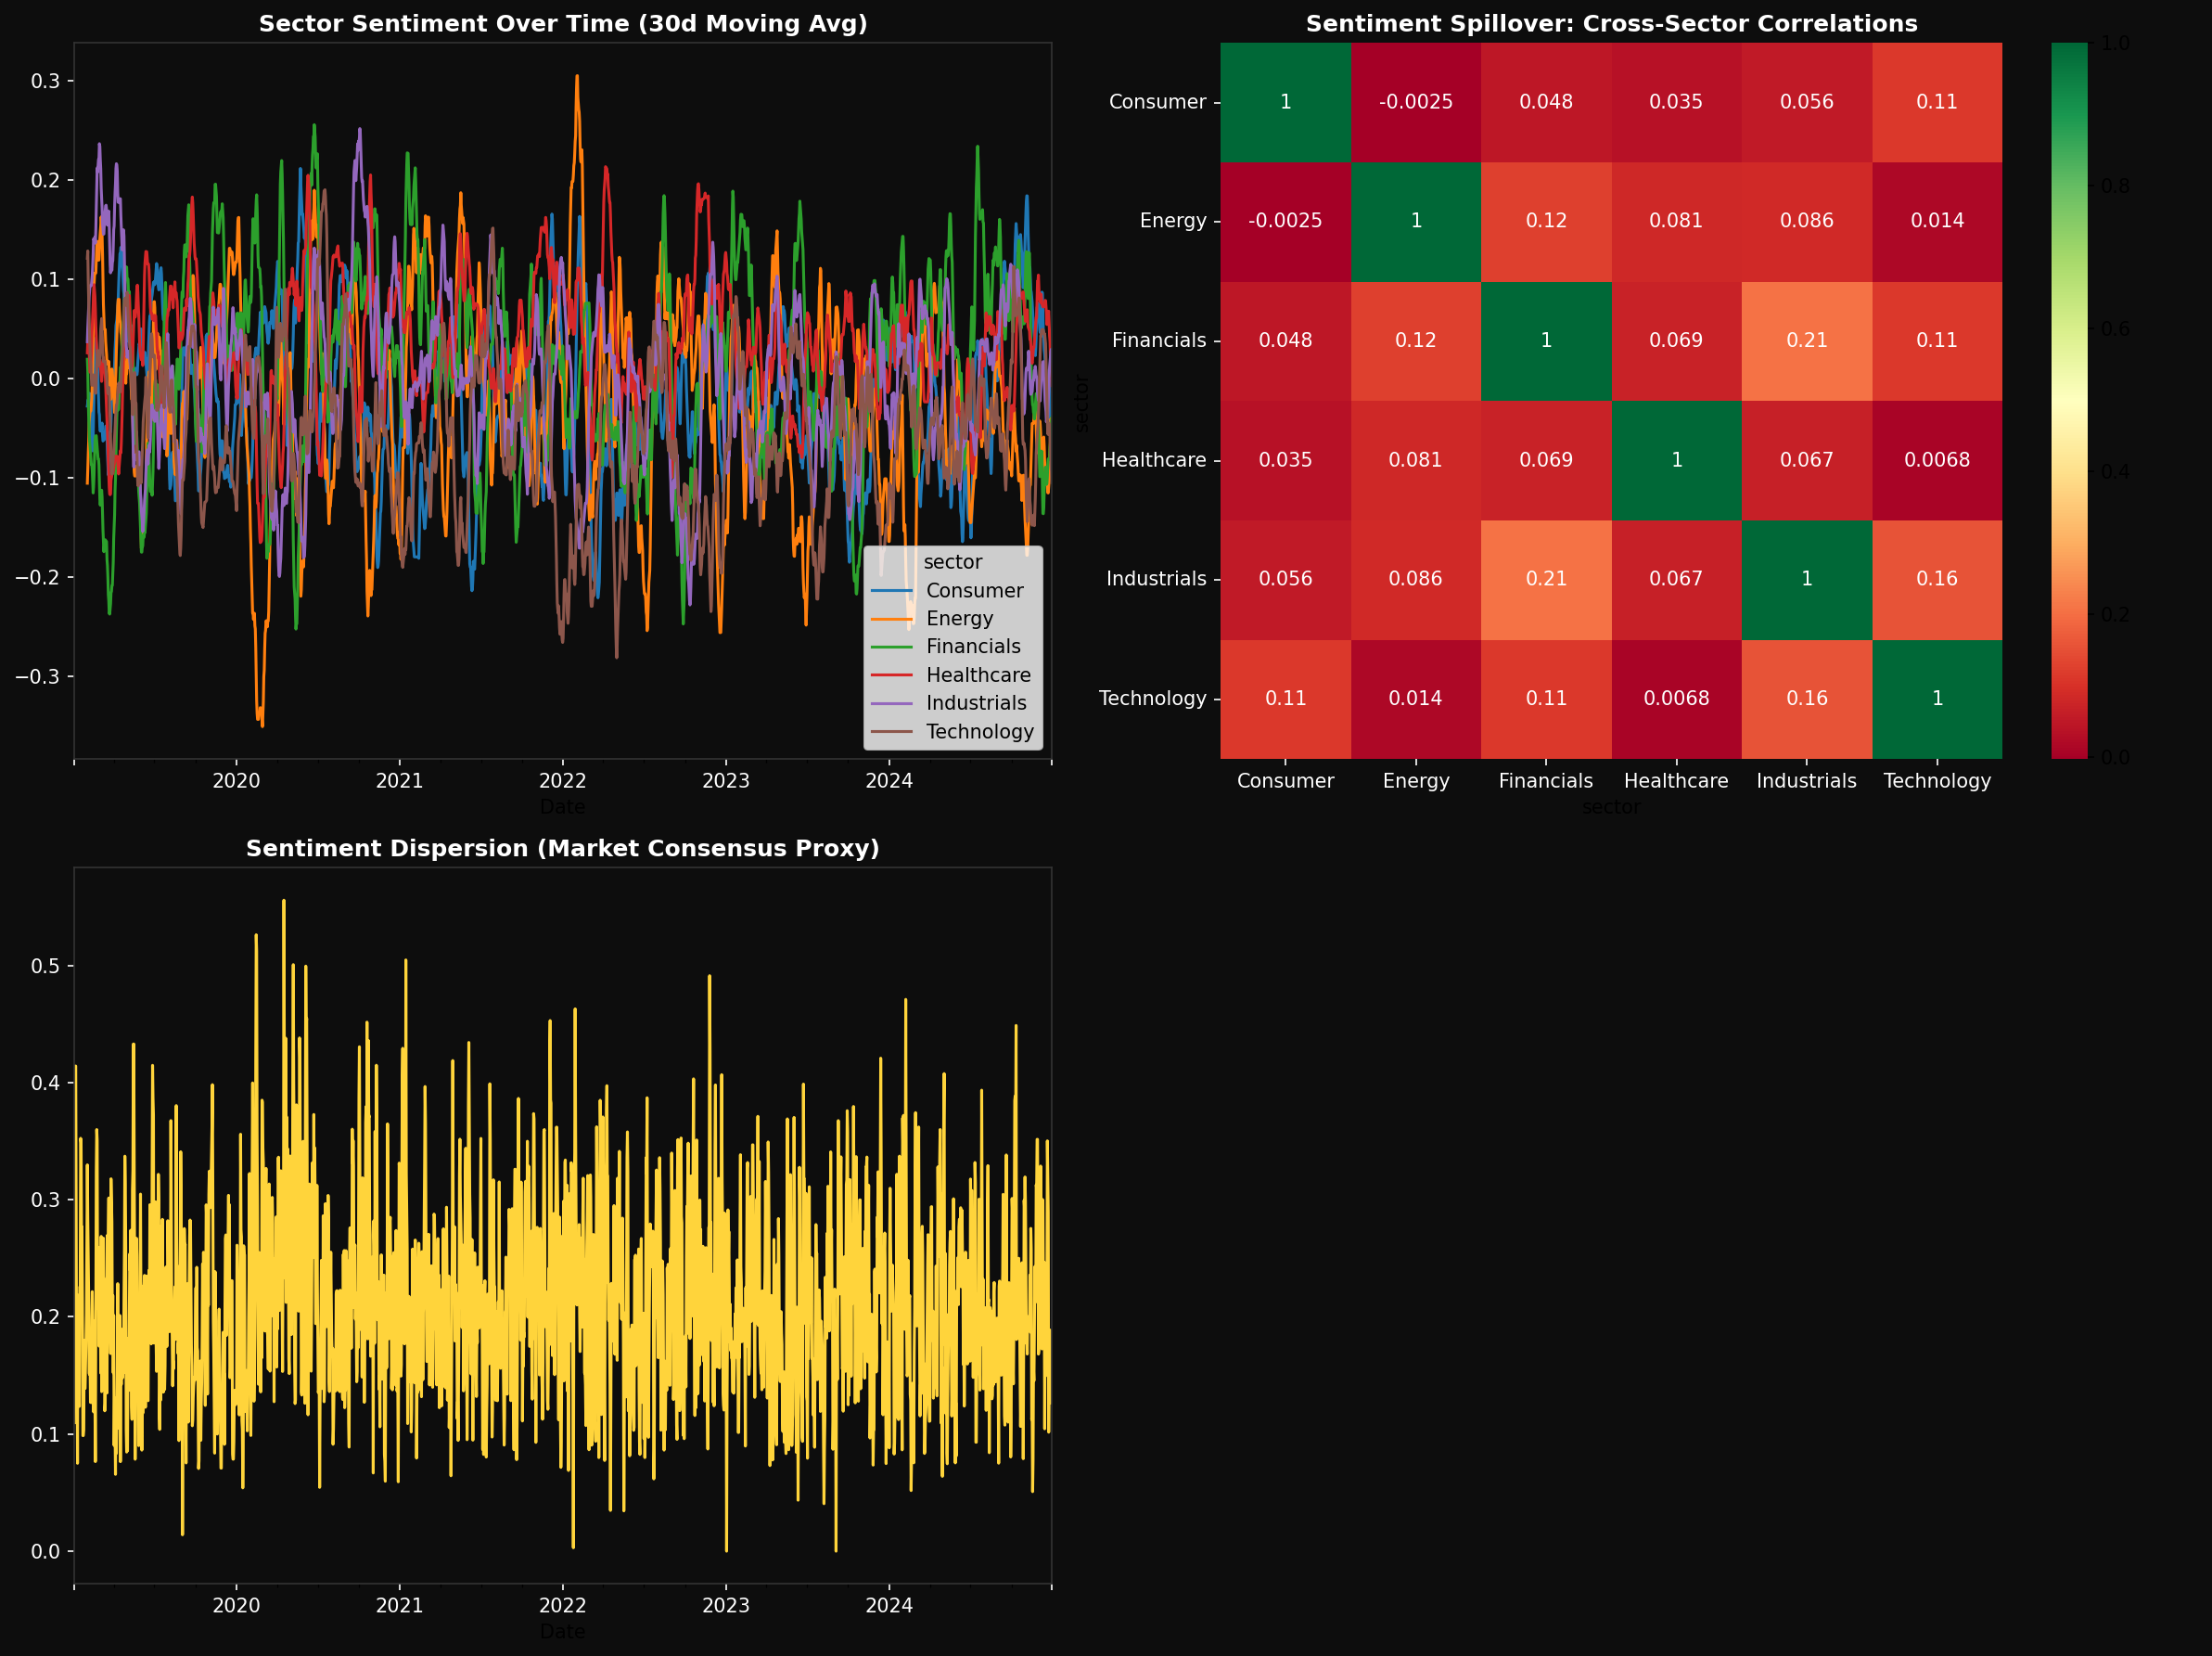 Sector Sentiment Over Time (30d Moving Avg)
0.3
0.2
0.1
0.0
−0.1
−0.2
−0.3
2020 2021 2022 2023 2024
Date
sector
Consumer
Energy
Financials
Healthcare
Industrials
Technology
Sentiment Spillover: Cross-Sector Correlations
sector
Consumer 1 -0.0025 0.048 0.035 0.056 0.11
Energy -0.0025 1 0.12 0.081 0.086 0.014
Financials 0.048 0.12 1 0.069 0.21 0.11
Healthcare 0.035 0.081 0.069 1 0.067 0.0068
Industrials 0.056 0.086 0.21 0.067 1 0.16
Technology 0.11 0.014 0.11 0.0068 0.16 1
Consumer Energy Financials Healthcare Industrials Technology
sector
1.0
0.8
0.6
0.4
0.2
0.0
Sentiment Dispersion (Market Consensus Proxy)
0.5
0.4
0.3
0.2
0.1
0.0
2020 2021 2022 2023 2024
Date